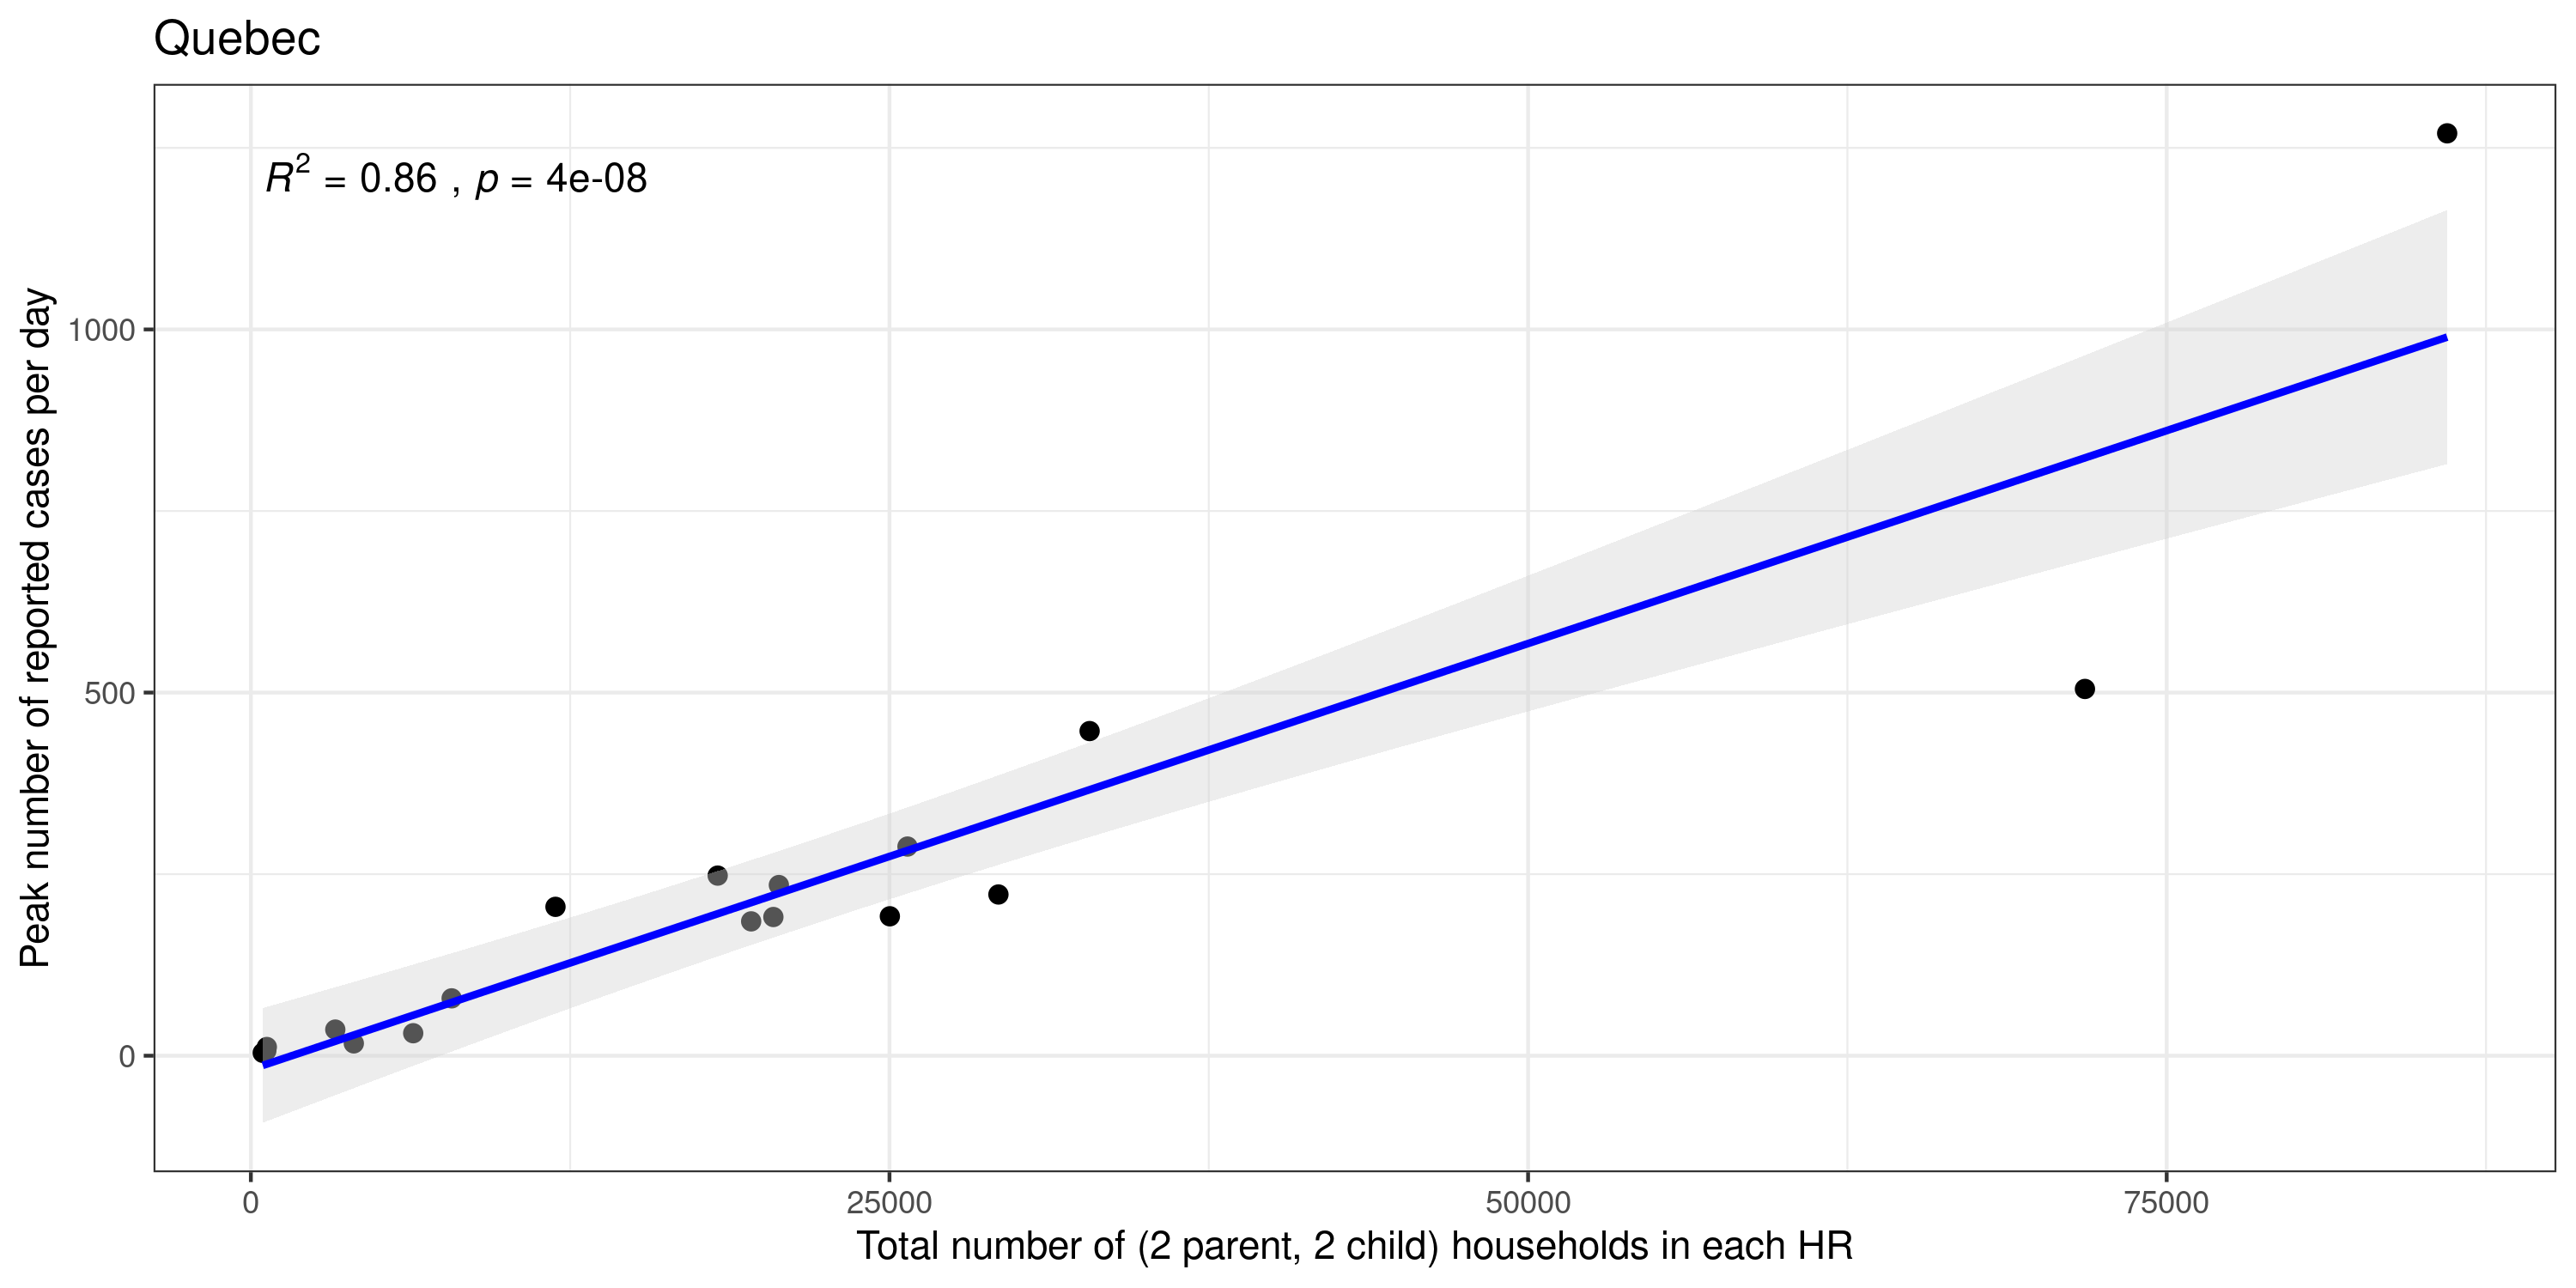 Quebec
R² = 0.86 , p = 4e-08
Peak number of reported cases per day
1000
500
0
0 25000 50000 75000
Total number of (2 parent, 2 child) households in each HR